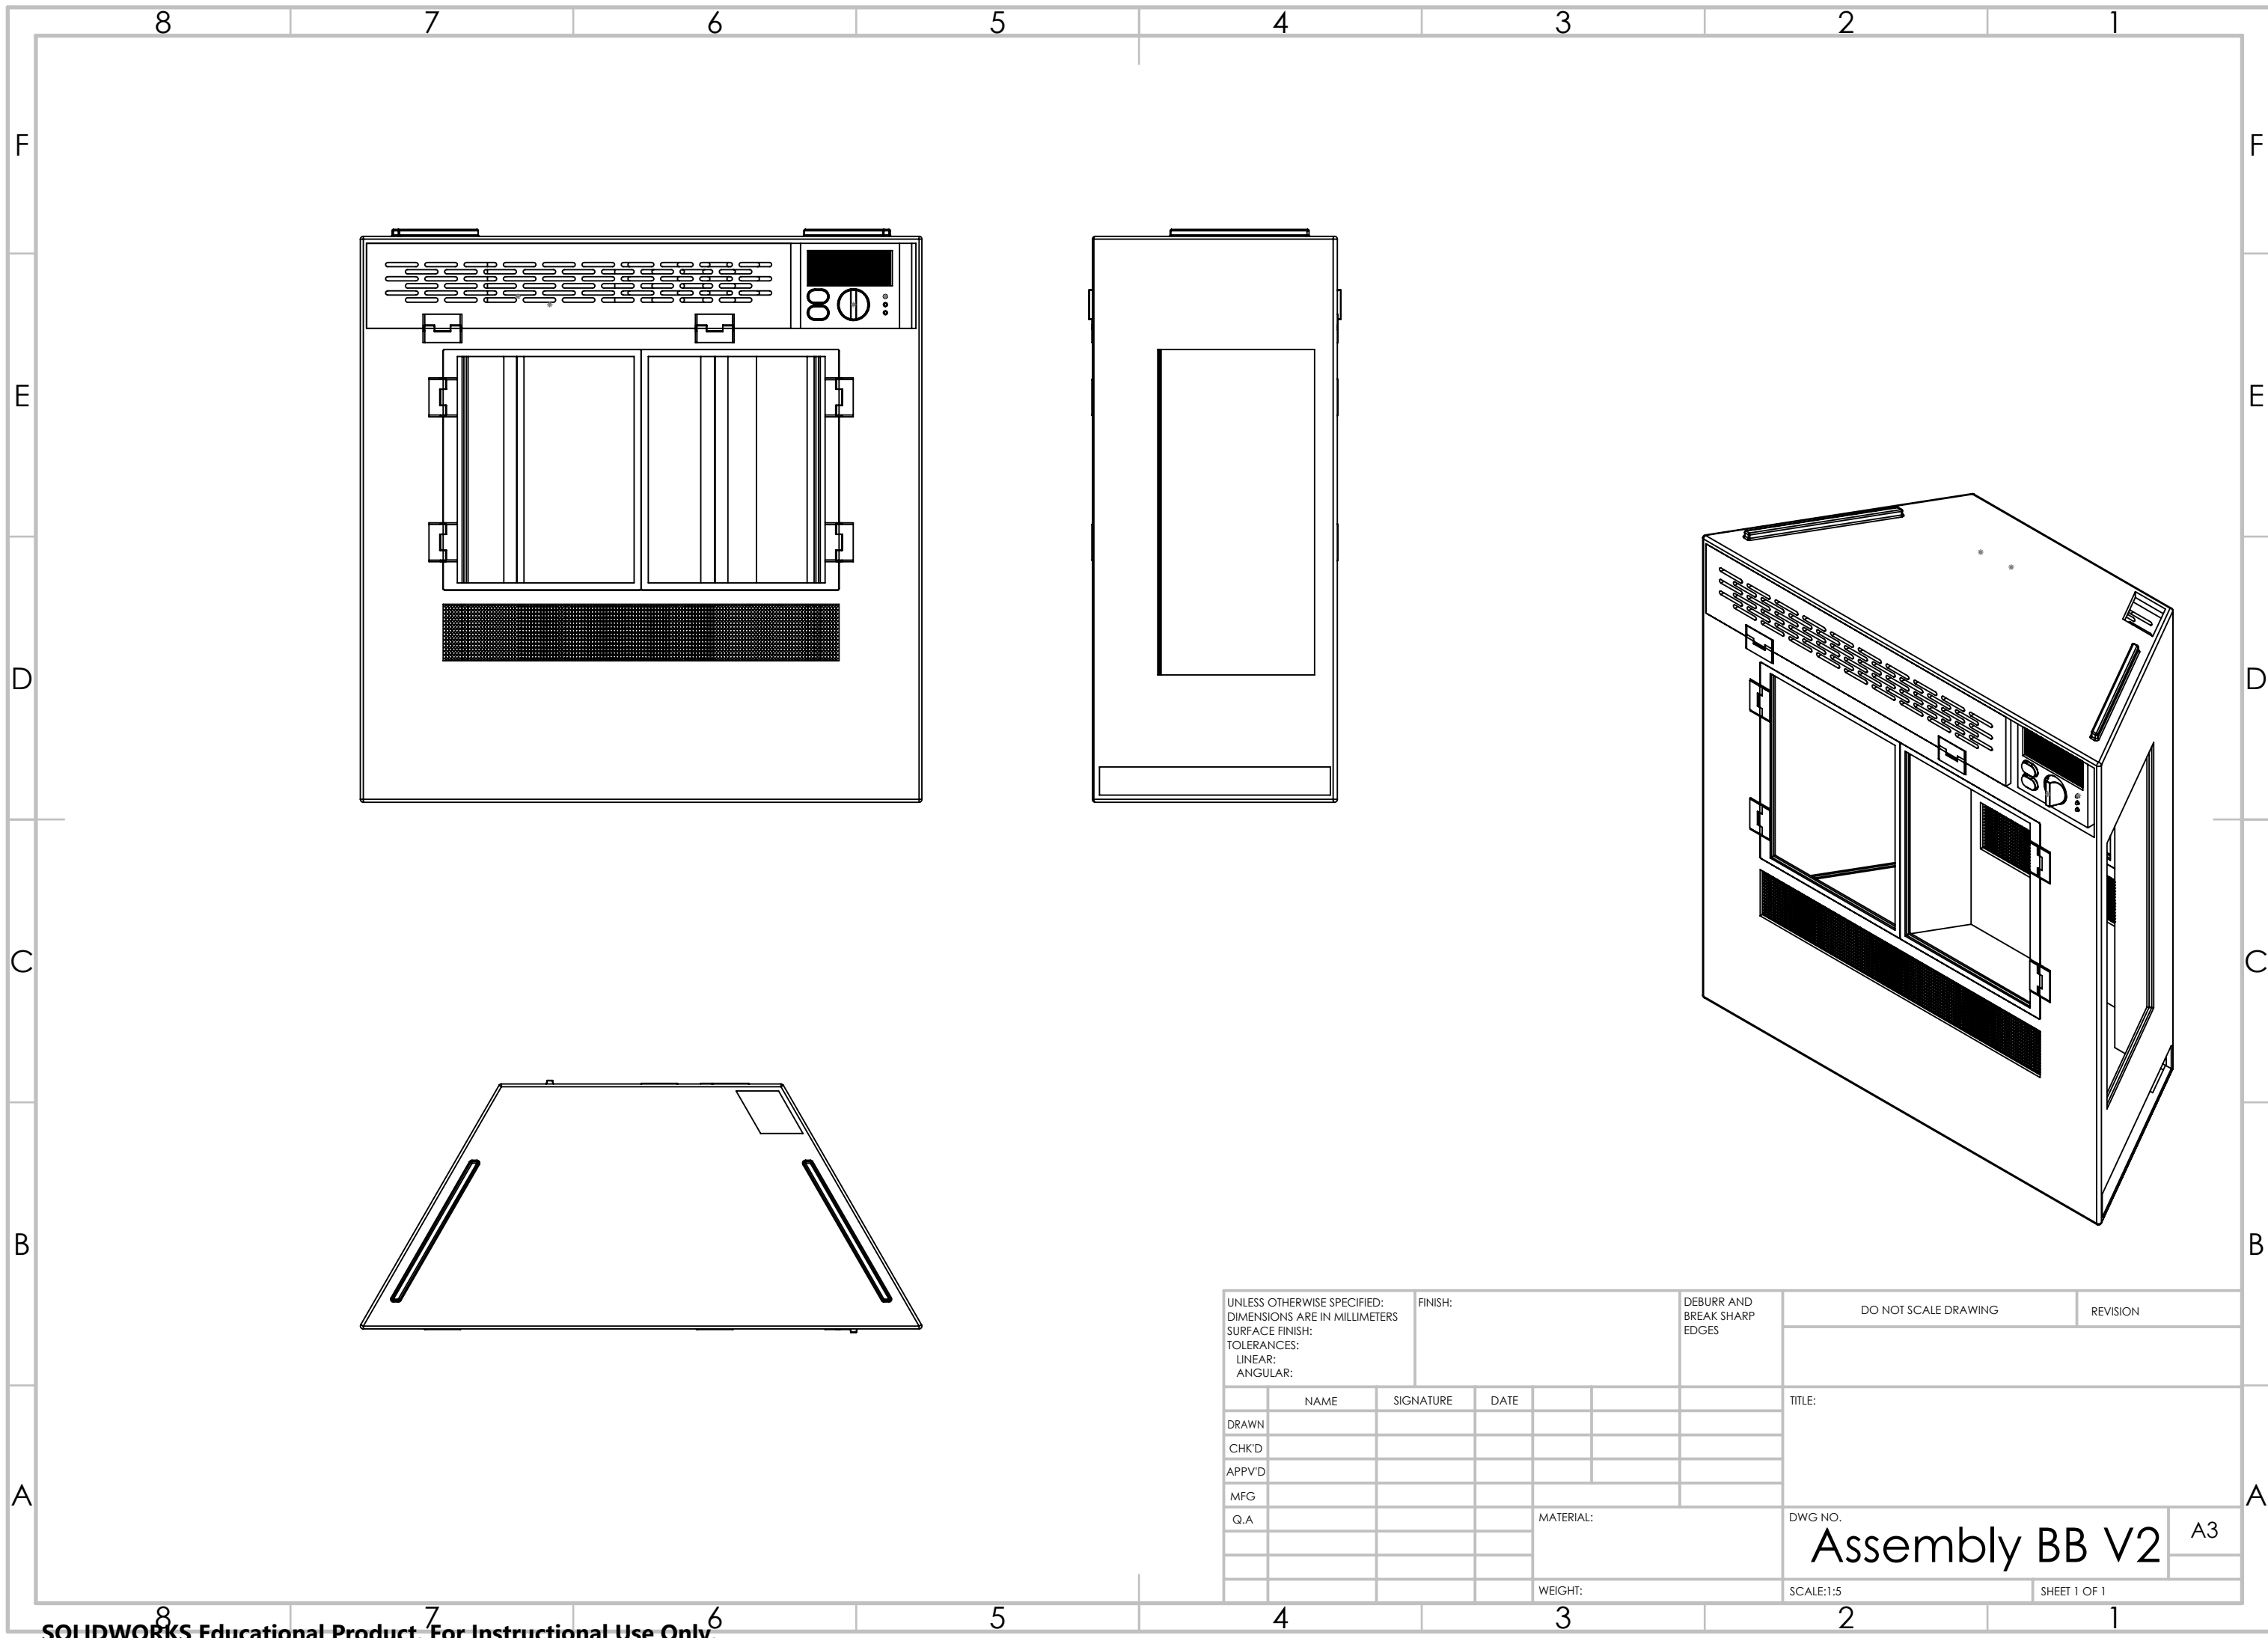 8 7 6 5 4 3 2 1
F F
E E
D D
C C
B B
A A
UNLESS OTHERWISE SPECIFIED:
DIMENSIONS ARE IN MILLIMETERS
SURFACE FINISH:
TOLERANCES:
LINEAR:
ANGULAR:
FINISH:
DEBURR AND
BREAK SHARP
EDGES
DO NOT SCALE DRAWING
REVISION
NAME SIGNATURE DATE
TITLE:
DRAWN
CHK'D
APPV'D
MFG
Q.A
MATERIAL:
DWG NO.
Assembly BB V2
A3
WEIGHT:
SCALE:1:5
SHEET 1 OF 1
8 7 6 5 4 3 2 1
SOLIDWORKS Educational Product. For Instructional Use Only.